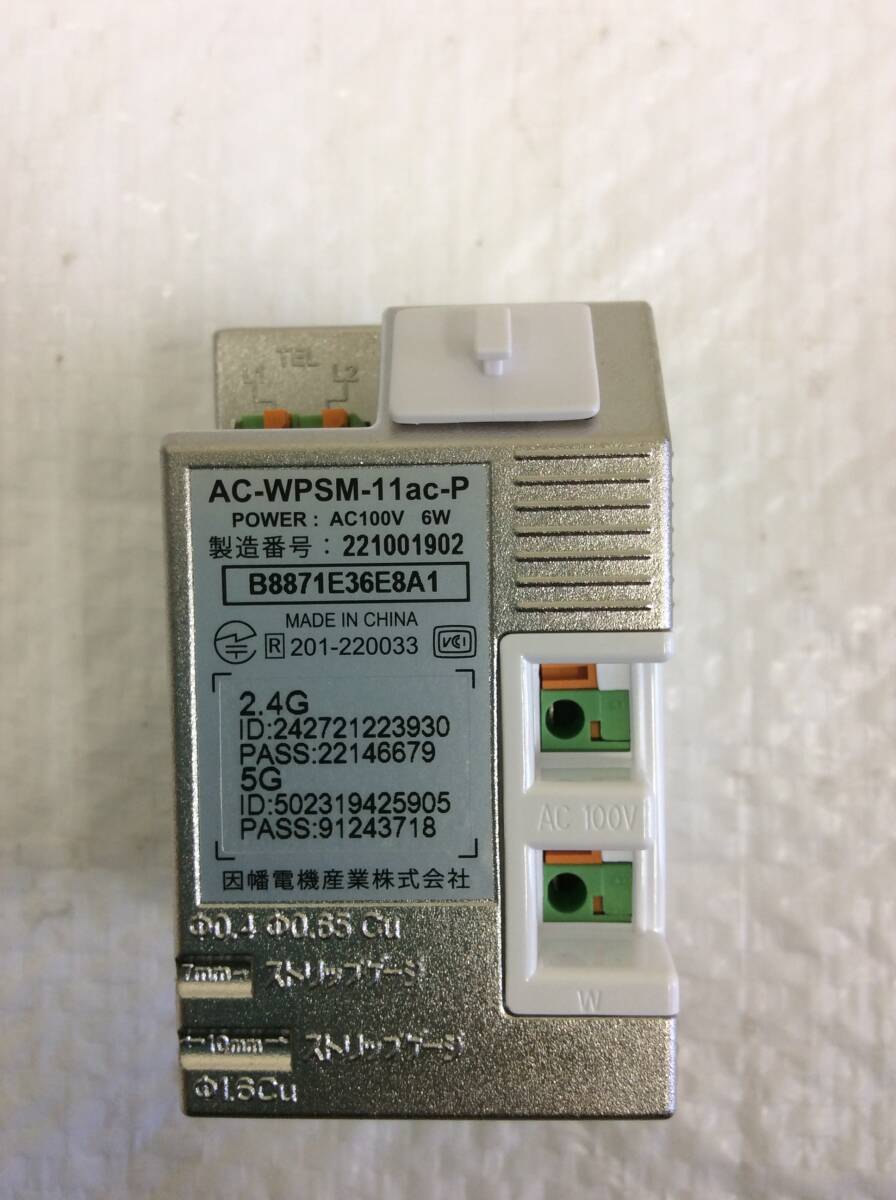 TEL
L1 L2
AC-WPSM-11ac-P
POWER : AC100V 6W
製造番号 : 221001902
B8871E36E8A1
MADE IN CHINA
R 201-220033 VCI
2.4G
ID:242721223930
PASS:22146679
5G
ID:502319425905
PASS:91243718
因幡電機産業株式会社
AC 100V
W
Φ0.4 Φ0.65 Cu
7mm ストリップゲージ
10mm ストリップゲージ
Φ1.6Cu